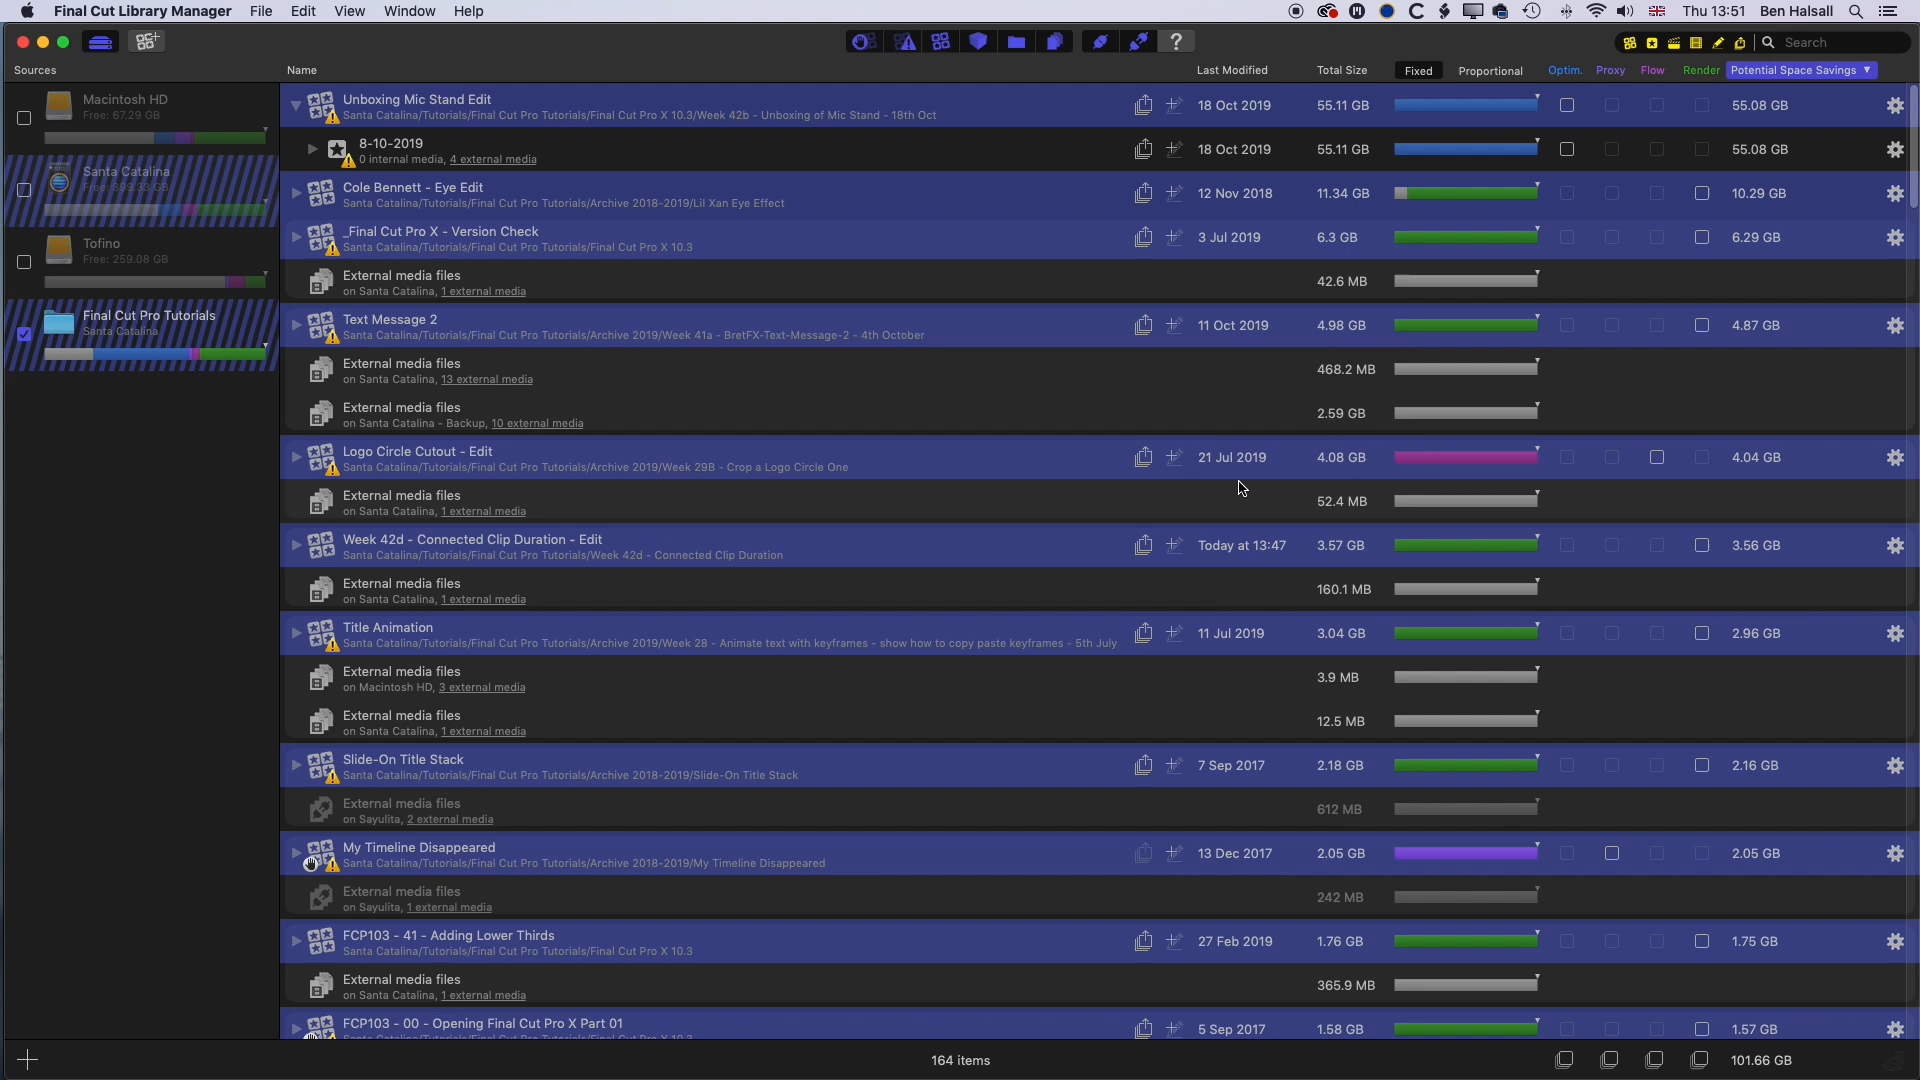 Final Cut Library Manager File Edit View Window Help Thu 13:51 Ben Halsall
Search
Sources Name Last Modified Total Size Fixed Proportional Optim. Proxy Flow Render Potential Space Savings
Macintosh HD
Free: 67.29 GB
Santa Catalina
Free: 399.33 GB
Tofino
Free: 259.08 GB
Final Cut Pro Tutorials
Santa Catalina
Unboxing Mic Stand Edit
Santa Catalina/Tutorials/Final Cut Pro Tutorials/Final Cut Pro X 10.3/Week 42b - Unboxing of Mic Stand - 18th Oct
18 Oct 2019 55.11 GB 55.08 GB
8-10-2019
0 internal media, 4 external media
18 Oct 2019 55.11 GB 55.08 GB
Cole Bennett - Eye Edit
Santa Catalina/Tutorials/Final Cut Pro Tutorials/Archive 2018-2019/Lil Xan Eye Effect
12 Nov 2018 11.34 GB 10.29 GB
_Final Cut Pro X - Version Check
Santa Catalina/Tutorials/Final Cut Pro Tutorials/Final Cut Pro X 10.3
3 Jul 2019 6.3 GB 6.29 GB
External media files
on Santa Catalina, 1 external media
42.6 MB
Text Message 2
Santa Catalina/Tutorials/Final Cut Pro Tutorials/Archive 2019/Week 41a - BretFX-Text-Message-2 - 4th October
11 Oct 2019 4.98 GB 4.87 GB
External media files
on Santa Catalina, 13 external media
468.2 MB
External media files
on Santa Catalina - Backup, 10 external media
2.59 GB
Logo Circle Cutout - Edit
Santa Catalina/Tutorials/Final Cut Pro Tutorials/Archive 2019/Week 29B - Crop a Logo Circle One
21 Jul 2019 4.08 GB 4.04 GB
External media files
on Santa Catalina, 1 external media
52.4 MB
Week 42d - Connected Clip Duration - Edit
Santa Catalina/Tutorials/Final Cut Pro Tutorials/Week 42d - Connected Clip Duration
Today at 13:47 3.57 GB 3.56 GB
External media files
on Santa Catalina, 1 external media
160.1 MB
Title Animation
Santa Catalina/Tutorials/Final Cut Pro Tutorials/Archive 2019/Week 28 - Animate text with keyframes - show how to copy paste keyframes - 5th July
11 Jul 2019 3.04 GB 2.96 GB
External media files
on Macintosh HD, 3 external media
3.9 MB
External media files
on Santa Catalina, 1 external media
12.5 MB
Slide-On Title Stack
Santa Catalina/Tutorials/Final Cut Pro Tutorials/Archive 2018-2019/Slide-On Title Stack
7 Sep 2017 2.18 GB 2.16 GB
External media files
on Sayulita, 2 external media
612 MB
My Timeline Disappeared
Santa Catalina/Tutorials/Final Cut Pro Tutorials/Archive 2018-2019/My Timeline Disappeared
13 Dec 2017 2.05 GB 2.05 GB
External media files
on Sayulita, 1 external media
242 MB
FCP103 - 41 - Adding Lower Thirds
Santa Catalina/Tutorials/Final Cut Pro Tutorials/Final Cut Pro X 10.3
27 Feb 2019 1.76 GB 1.75 GB
External media files
on Santa Catalina, 1 external media
365.9 MB
FCP103 - 00 - Opening Final Cut Pro X Part 01
Santa Catalina/Tutorials/Final Cut Pro Tutorials/Final Cut Pro X 10.3
5 Sep 2017 1.58 GB 1.57 GB
164 items 101.66 GB